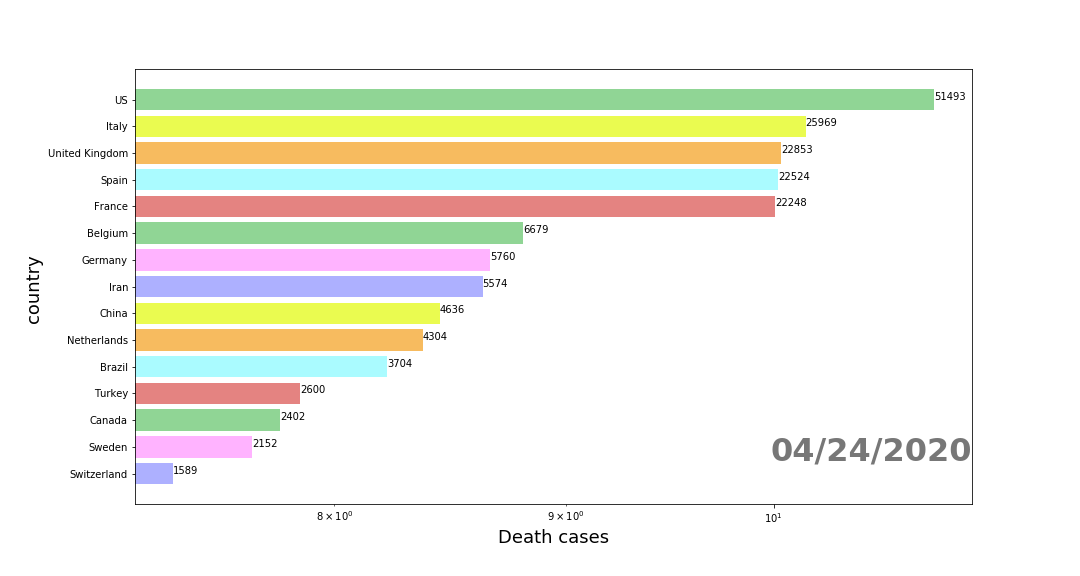 US 51493
Italy 25969
United Kingdom 22853
Spain 22524
France 22248
Belgium 6679
Germany 5760
Iran 5574
China 4636
Netherlands 4304
Brazil 3704
Turkey 2600
Canada 2402
Sweden 2152
Switzerland 1589
country
04/24/2020
8 × 10⁰ 9 × 10⁰ 10¹
Death cases